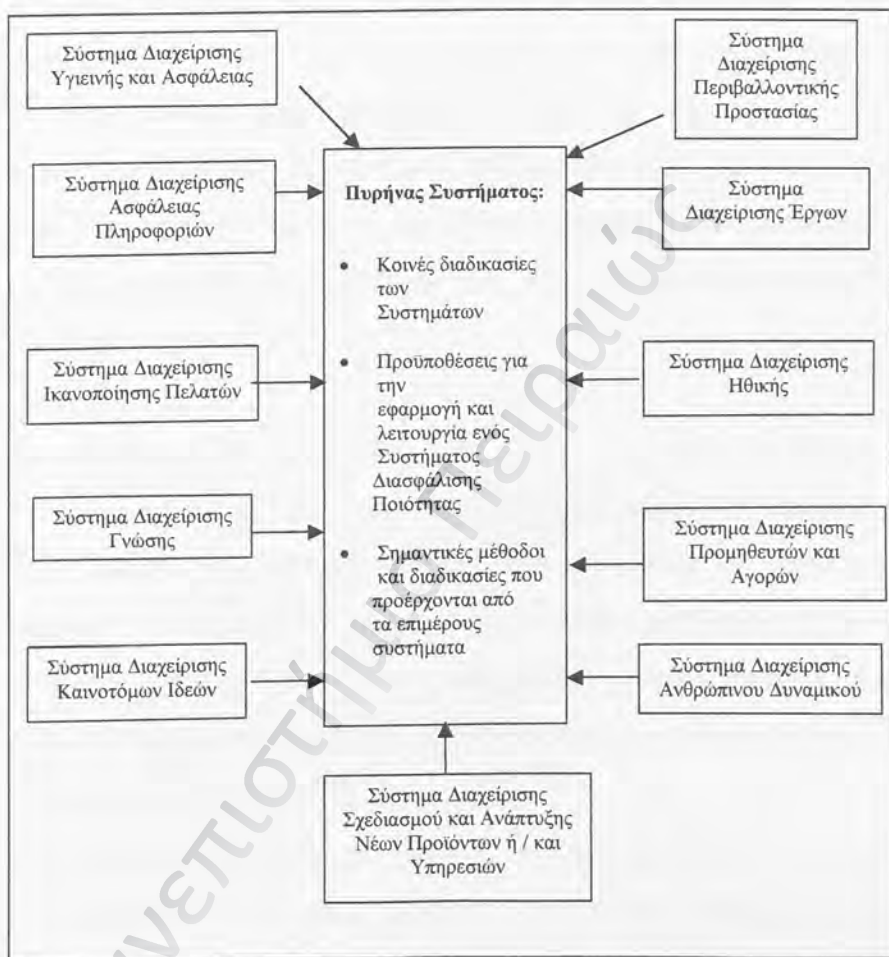 Σύστημα Διαχείρισης
Υγιεινής και Ασφάλειας
Σύστημα
Διαχείρισης
Περιβαλλοντικής
Προστασίας
Σύστημα Διαχείρισης
Ασφάλειας
Πληροφοριών
Σύστημα
Διαχείρισης Έργων
Πυρήνας Συστήματος:
• Κοινές διαδικασίες
των
Συστημάτων
• Προϋποθέσεις για
την
εφαρμογή και
λειτουργία ενός
Συστήματος
Διασφάλισης
Ποιότητας
• Σημαντικές μέθοδοι
και διαδικασίες που
προέρχονται από
τα επιμέρους
συστήματα
Σύστημα Διαχείρισης
Ικανοποίησης Πελατών
Σύστημα Διαχείρισης
Ηθικής
Σύστημα Διαχείρισης
Γνώσης
Σύστημα Διαχείρισης
Προμηθευτών και
Αγορών
Σύστημα Διαχείρισης
Καινοτόμων Ιδεών
Σύστημα Διαχείρισης
Ανθρώπινου Δυναμικού
Σύστημα Διαχείρισης
Σχεδιασμού και Ανάπτυξης
Νέων Προϊόντων ή / και
Υπηρεσιών
νεπιστήμιο Πειραιώς